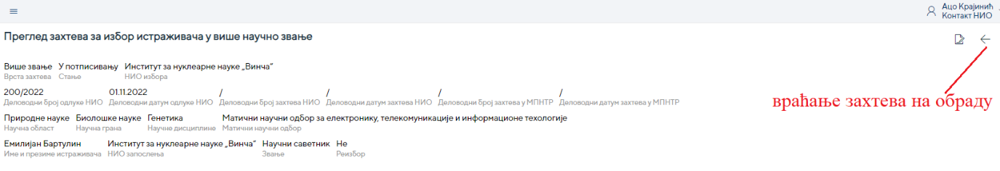 Ацо Крајинић
Контакт НИО
Преглед захтева за избор истраживача у више научно звање
Више звање У потписивању Институт за нуклеарне науке „Винча“
Врста захтева Стање НИО избора
200/2022 01.11.2022 / / / /
Деловодни број одлуке НИО Деловодни датум одлуке НИО Деловодни број захтева НИО Деловодни датум захтева НИО Деловодни број захтева у МПНТР Деловодни датум захтева у МПНТР
враћање захтева на обраду
Природне науке Биолошке науке Генетика Матични научни одбор за електронику, телекомуникације и информационе техологије
Научна област Научна грана Научне дисциплине Матични научни одбор
Емилијан Бартулин Институт за нуклеарне науке „Винча“ Научни саветник Не
Име и презиме истраживача НИО запослења Звање Реизбор